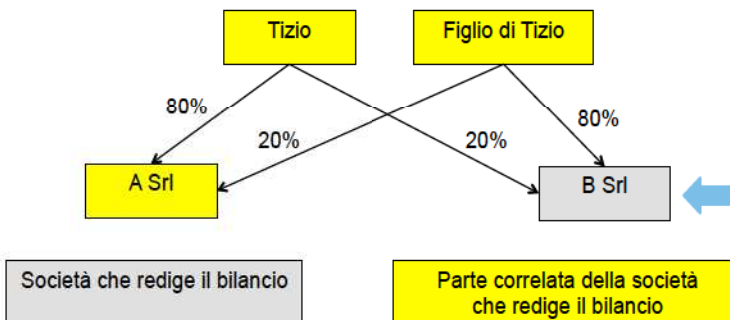 Tizio
Figlio di Tizio
80%
20%
20%
80%
A Srl
B Srl
Società che redige il bilancio
Parte correlata della società
che redige il bilancio